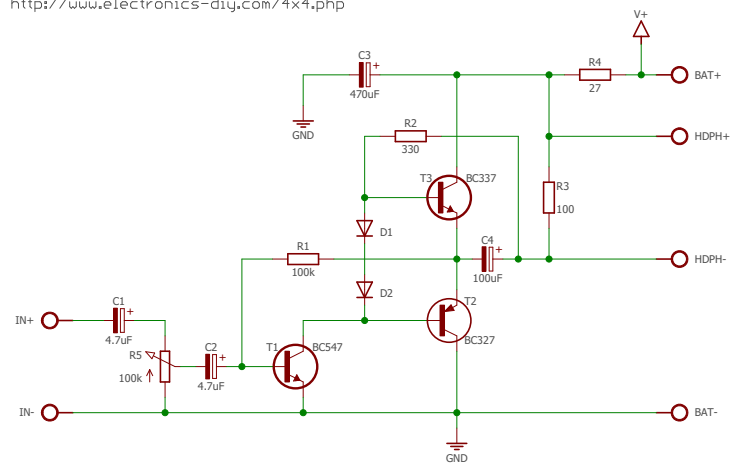 http://www.electronics-diy.com/4x4.php
V+
C3
+
470uF
R4
27
BAT+
GND
R2
330
HDPH+
T3
BC337
R3
100
D1
R1
100k
C4
+
100uF
HDPH-
D2
T2
BC327
IN+
C1
+
4.7uF
R5
100k
C2
+
4.7uF
T1
BC547
IN-
BAT-
GND